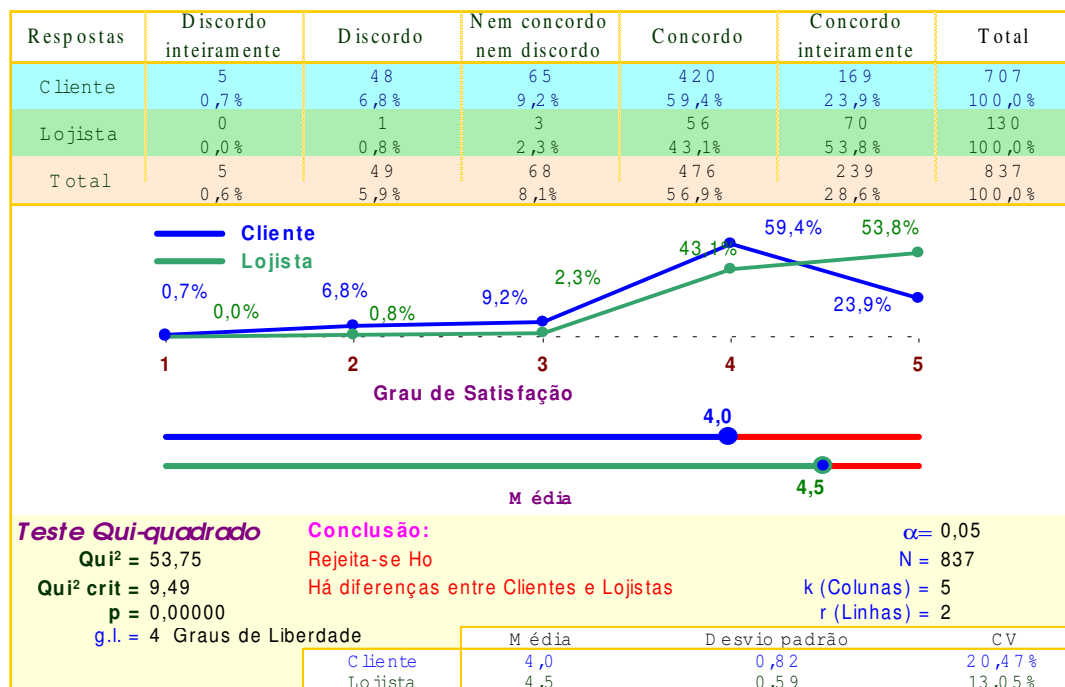 Respostas Discordo inteiramente Discordo Nem concordo nem discordo Concordo Concordo inteiramente Total
Cliente 5 48 65 420 169 707
0,7% 6,8% 9,2% 59,4% 23,9% 100,0%
Lojista 0 1 3 56 70 130
0,0% 0,8% 2,3% 43,1% 53,8% 100,0%
Total 5 49 68 476 239 837
0,6% 5,9% 8,1% 56,9% 28,6% 100,0%
Cliente
Lojista
0,7% 6,8% 9,2% 59,4% 23,9%
0,0% 0,8% 2,3% 43,1% 53,8%
1 2 3 4 5
Grau de Satisfação
4,0
4,5
Média
Teste Qui-quadrado
Qui² = 53,75
Qui² crit = 9,49
p = 0,00000
g.l. = 4 Graus de Liberdade
Conclusão:
Rejeita-se Ho
Há diferenças entre Clientes e Lojistas
α= 0,05
N = 837
k (Colunas) = 5
r (Linhas) = 2
Média Desvio padrão CV
Cliente 4,0 0,82 20,47%
Lojista 4,5 0,59 13,05%